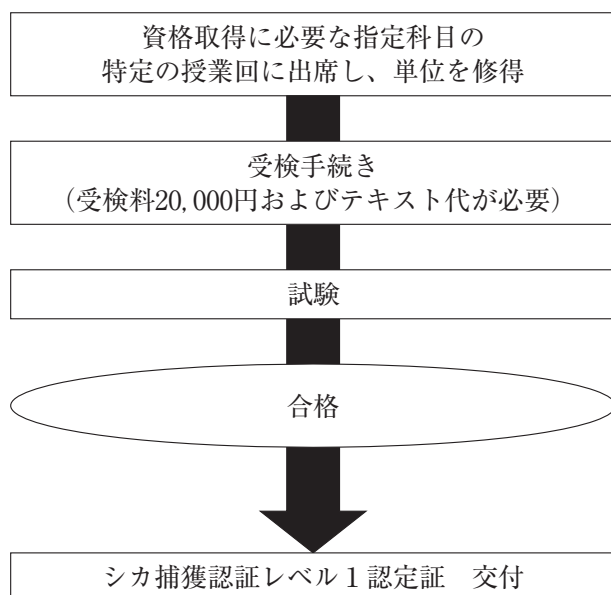 資格取得に必要な指定科目の
特定の授業回に出席し、単位を修得
受検手続き
（受検料20,000円およびテキスト代が必要）
試験
合格
シカ捕獲認証レベル１認定証　交付